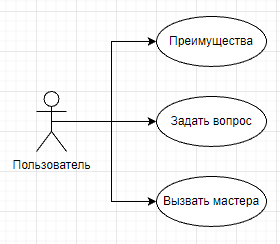 Преимущества
Задать вопрос
Пользователь
Вызвать мастера